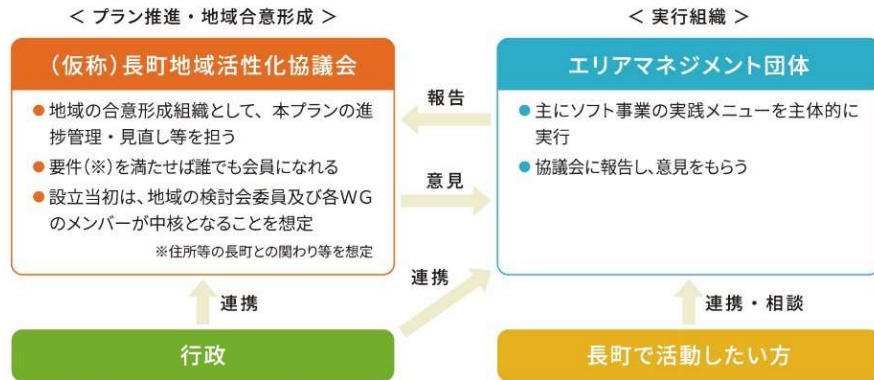 ＜ プラン推進・地域合意形成 ＞
＜ 実行組織 ＞
（仮称）長町地域活性化協議会
● 地域の合意形成組織として、本プランの進
捗管理・見直し等を担う
● 要件（※）を満たせば誰でも会員になれる
● 設立当初は、地域の検討会委員及び各WG
のメンバーが中核となることを想定
※住所等の長町との関わり等を想定
報告
意見
エリアマネジメント団体
● 主にソフト事業の実践メニューを主体的に
実行
● 協議会に報告し、意見をもらう
連携
連携
連携・相談
行政
長町で活動したい方